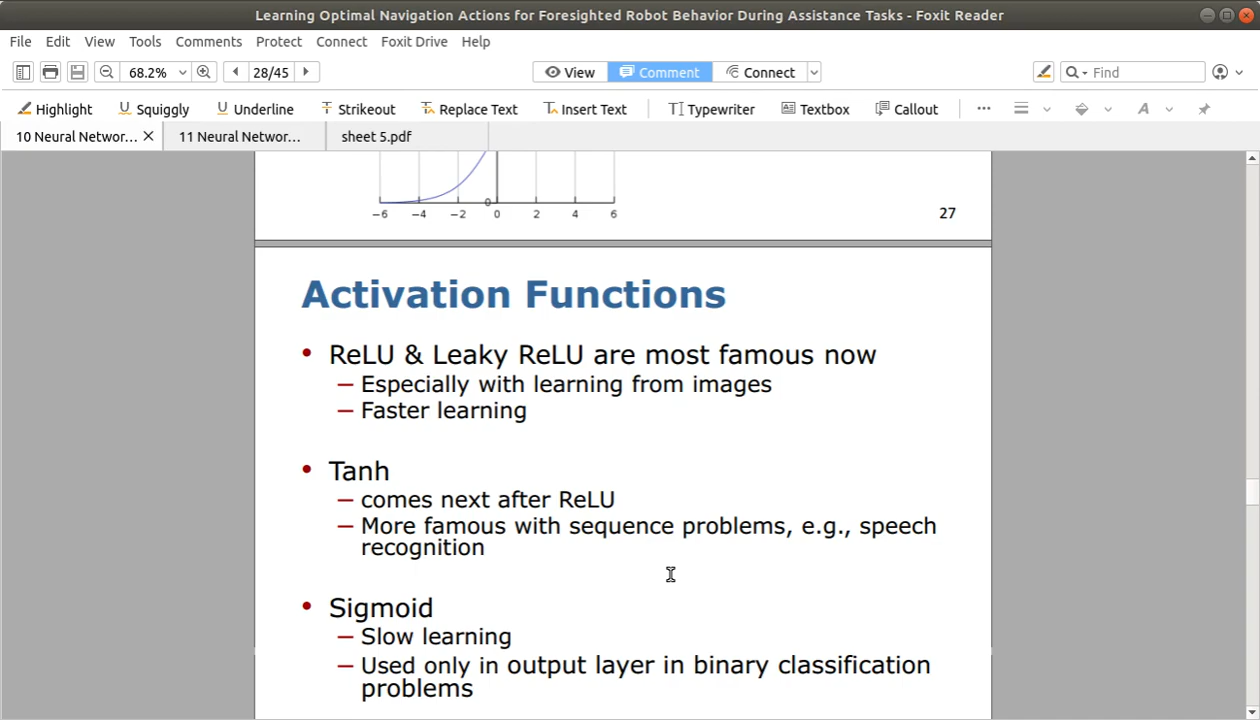 Learning Optimal Navigation Actions for Foresighted Robot Behavior During Assistance Tasks - Foxit Reader
File Edit View Tools Comments Protect Connect Foxit Drive Help
68.2% 28/45 View Comment Connect Find
Highlight Squiggly Underline Strikeout Replace Text Insert Text Typewriter Textbox Callout ...
10 Neural Networ... 11 Neural Networ... sheet 5.pdf
0
−6 −4 −2 0 2 4 6
27
Activation Functions
• ReLU & Leaky ReLU are most famous now
– Especially with learning from images
– Faster learning
• Tanh
– comes next after ReLU
– More famous with sequence problems, e.g., speech
recognition
• Sigmoid
– Slow learning
– Used only in output layer in binary classification
problems